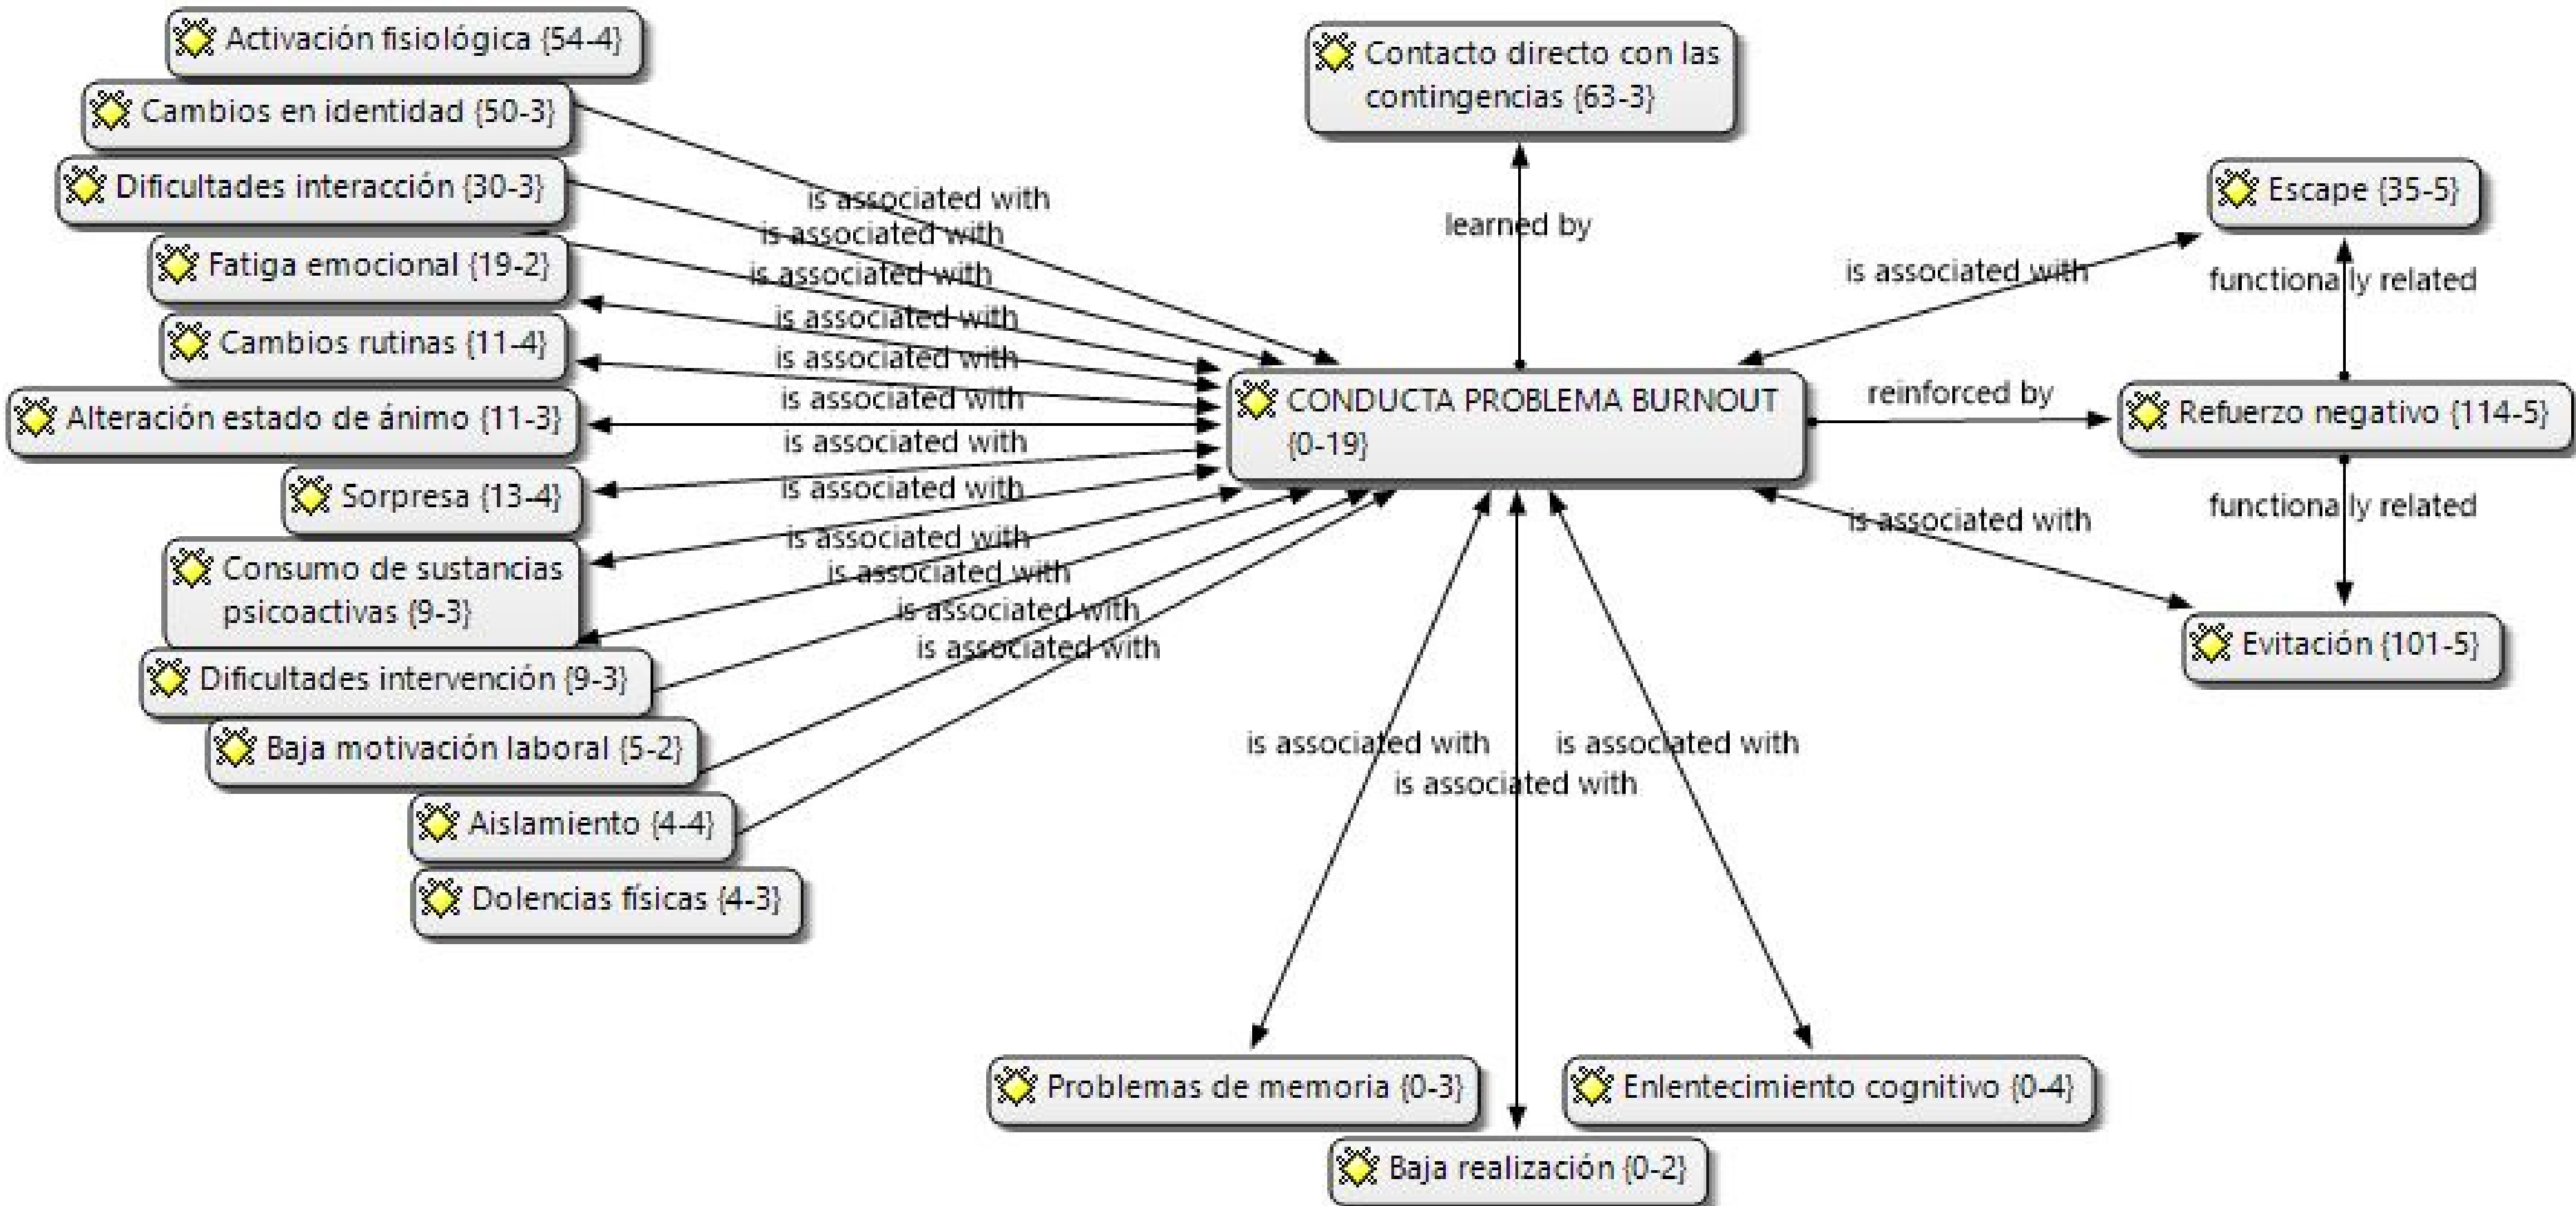 Activación fisiológica {54-4}
Cambios en identidad {50-3}
Dificultades interacción {30-3}
Fatiga emocional {19-2}
Cambios rutinas {11-4}
Alteración estado de ánimo {11-3}
Sorpresa {13-4}
Consumo de sustancias
psicoactivas {9-3}
Dificultades intervención {9-3}
Baja motivación laboral {5-2}
Aislamiento {4-4}
Dolencias físicas {4-3}
is associated with
is associated with
is associated with
is associated with
is associated with
is associated with
is associated with
is associated with
is associated with
is associated with
is associated with
is associated with
Contacto directo con las
contingencias {63-3}
learned by
CONDUCTA PROBLEMA BURNOUT
{0-19}
is associated with
reinforced by
is associated with
Escape {35-5}
functionally related
Refuerzo negativo {114-5}
functionally related
Evitación {101-5}
is associated with
is associated with
is associated with
Problemas de memoria {0-3}
Enlentecimiento cognitivo {0-4}
Baja realización {0-2}